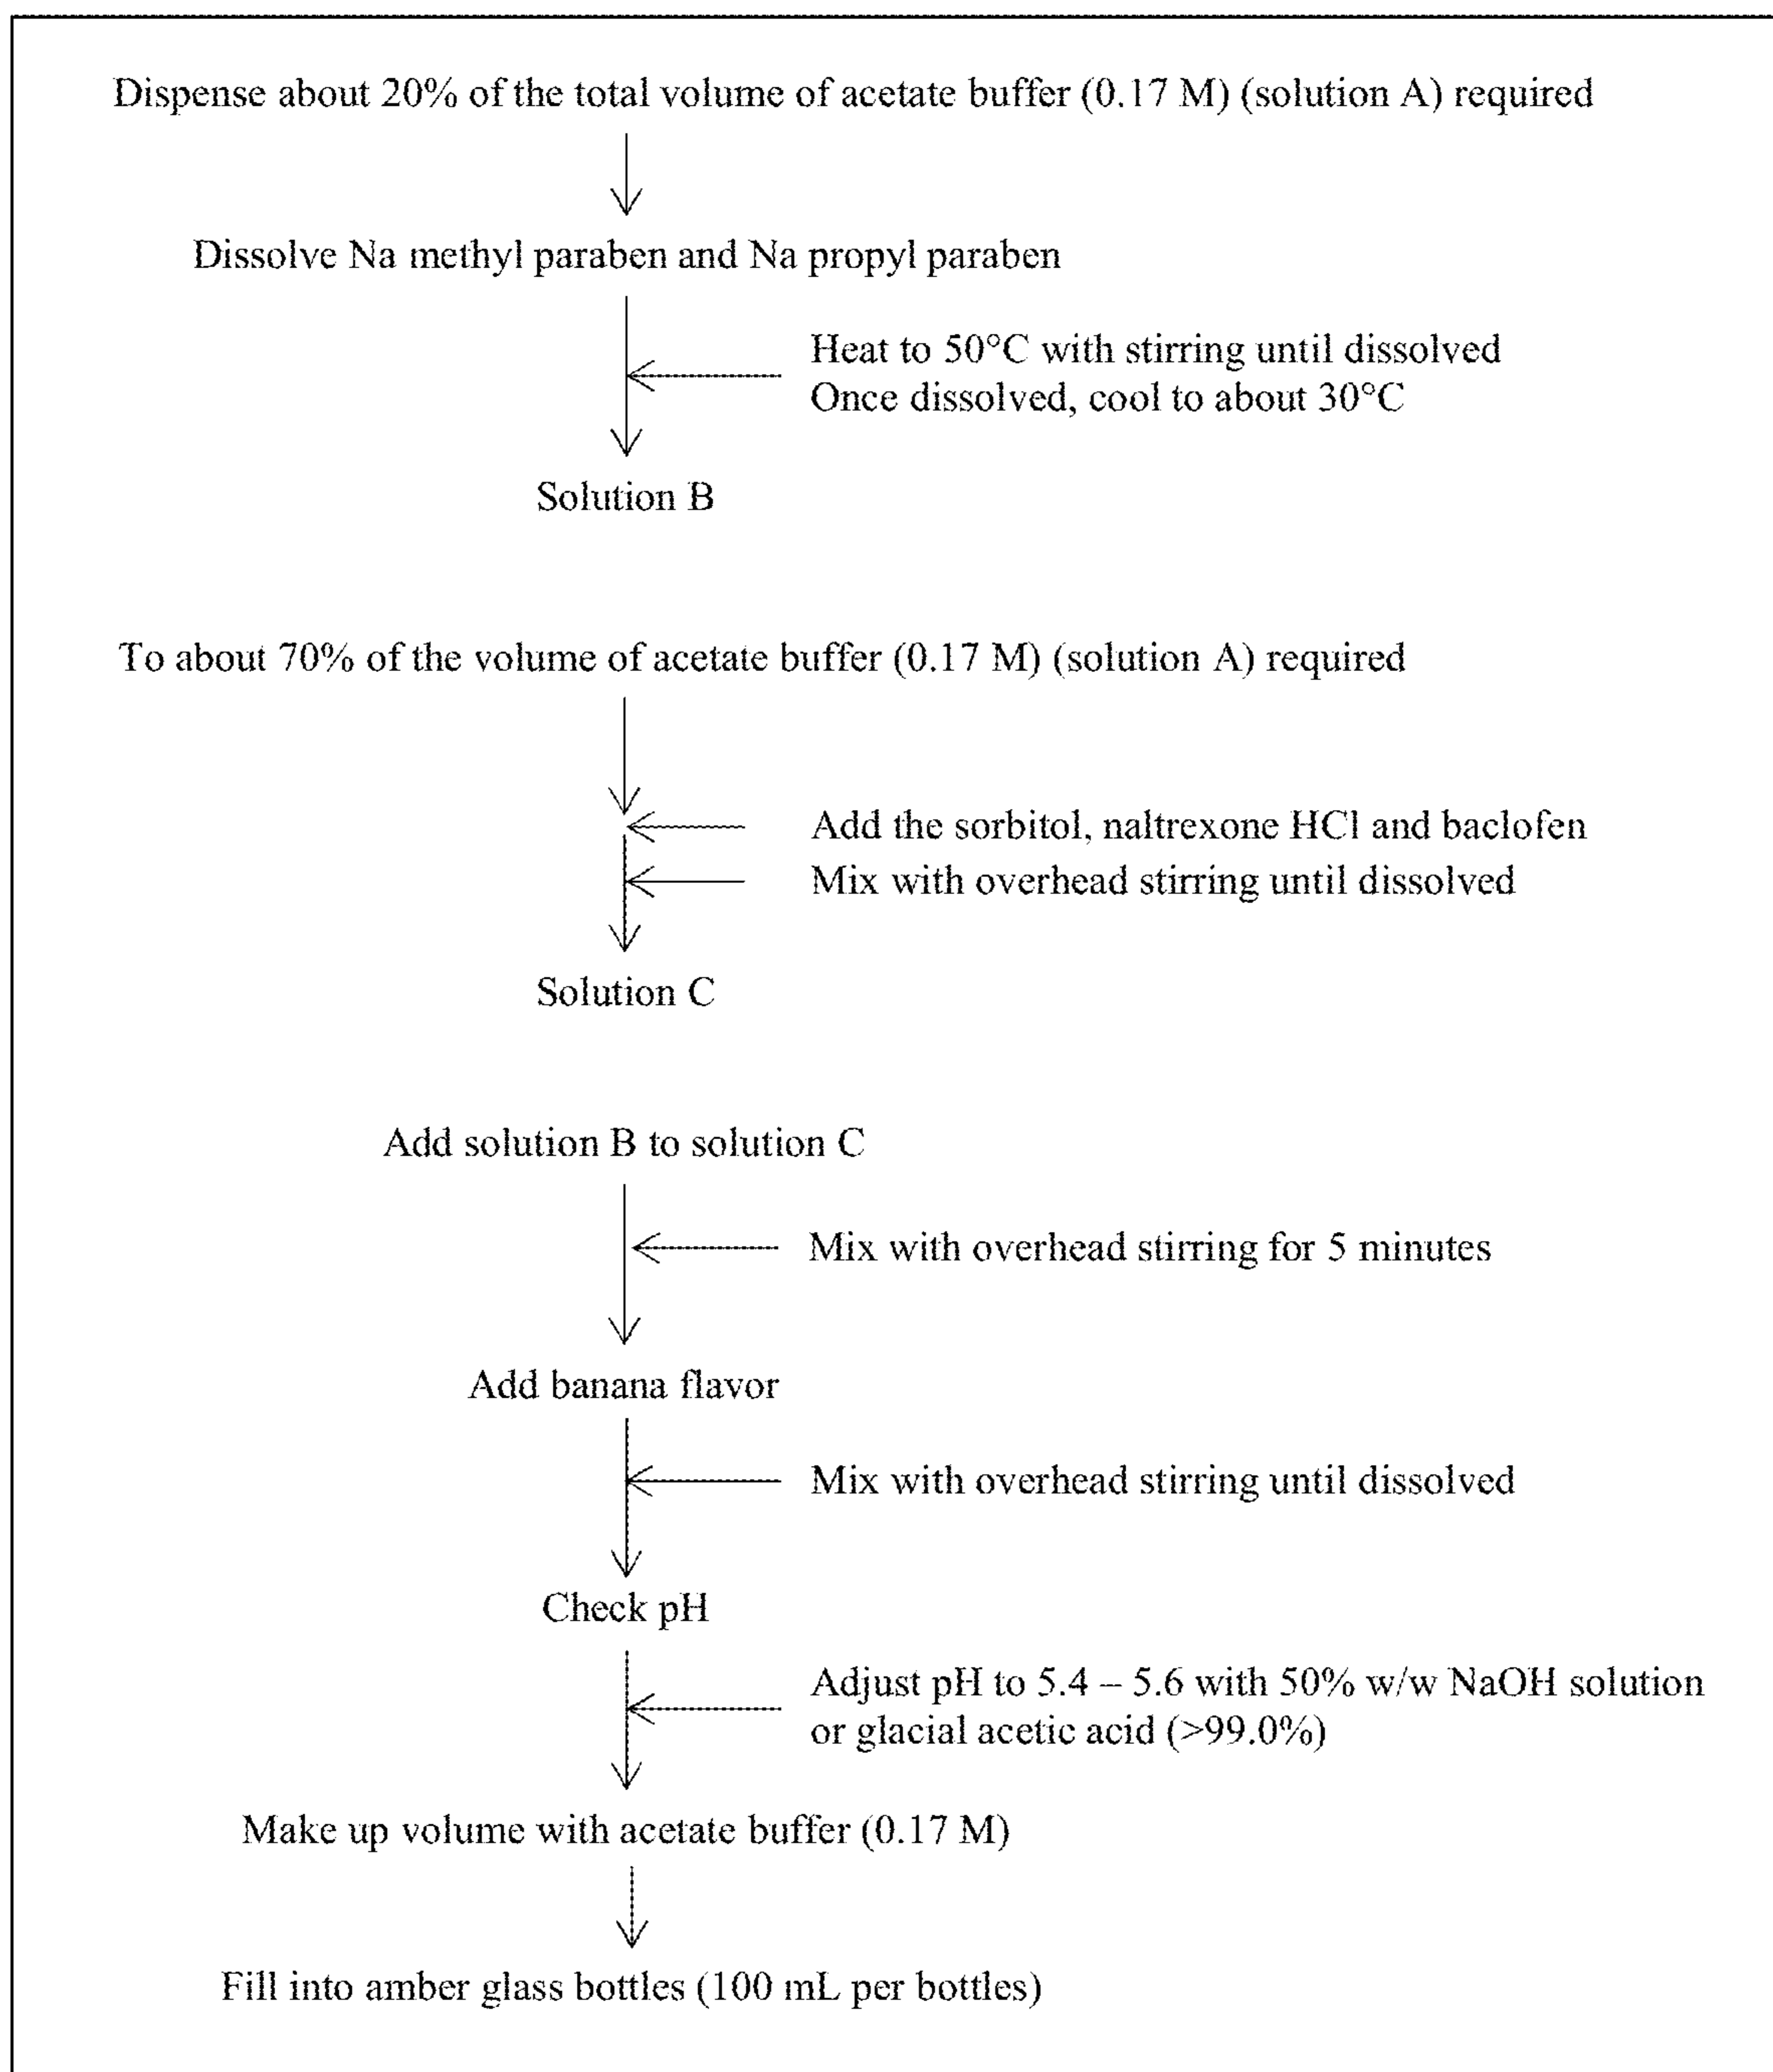 Dispense about 20% of the total volume of acetate buffer (0.17 M) (solution A) required
Dissolve Na methyl paraben and Na propyl paraben
Heat to 50°C with stirring until dissolved
Once dissolved, cool to about 30°C
Solution B
To about 70% of the volume of acetate buffer (0.17 M) (solution A) required
Add the sorbitol, naltrexone HCl and baclofen
Mix with overhead stirring until dissolved
Solution C
Add solution B to solution C
Mix with overhead stirring for 5 minutes
Add banana flavor
Mix with overhead stirring until dissolved
Check pH
Adjust pH to 5.4 – 5.6 with 50% w/w NaOH solution
or glacial acetic acid (>99.0%)
Make up volume with acetate buffer (0.17 M)
Fill into amber glass bottles (100 mL per bottles)